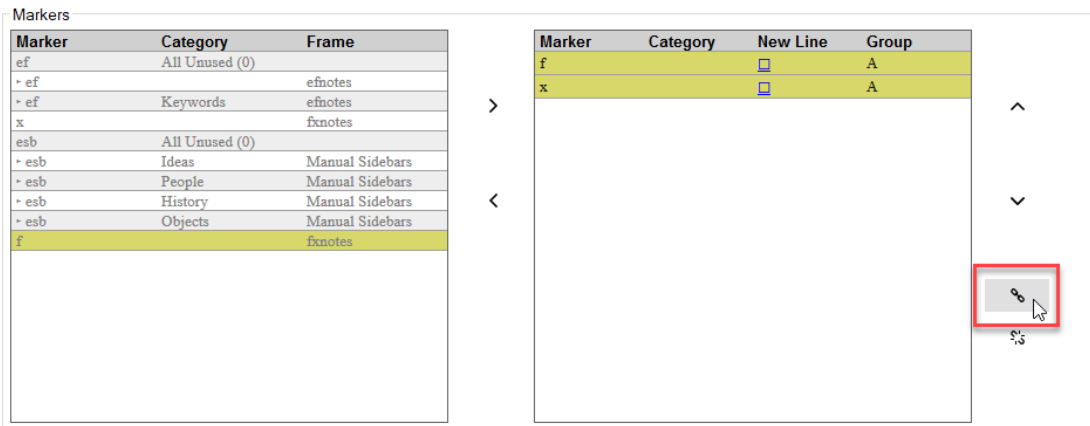 Markers
Marker Category Frame
ef All Unused (0)
▸ ef efnotes
▸ ef Keywords efnotes
x fxnotes
esb All Unused (0)
▸ esb Ideas Manual Sidebars
▸ esb People Manual Sidebars
▸ esb History Manual Sidebars
▸ esb Objects Manual Sidebars
f fxnotes
Marker Category New Line Group
f ☐ A
x ☐ A